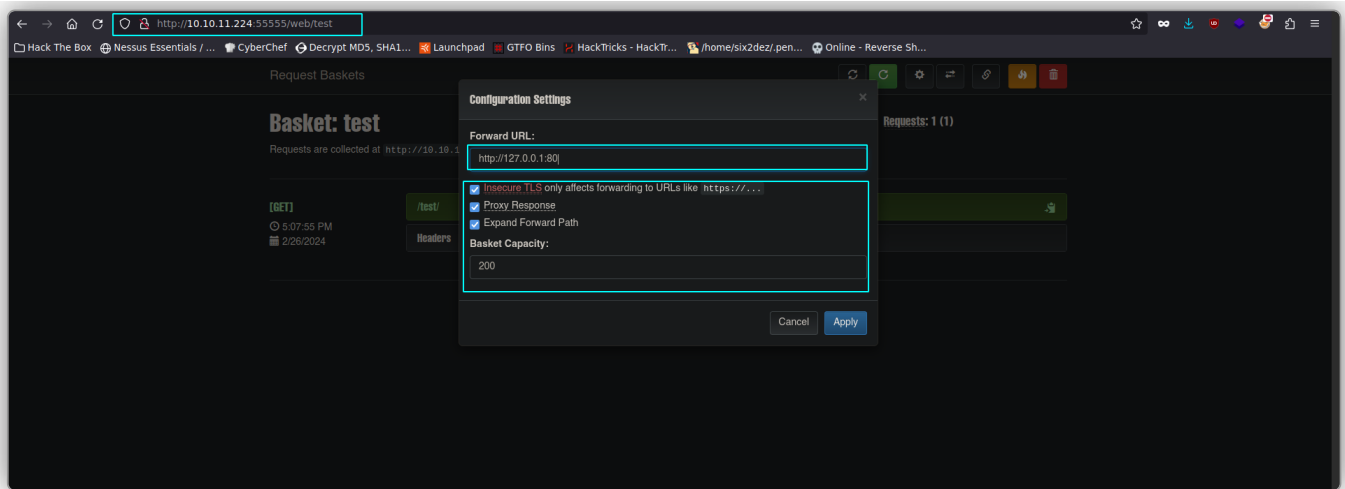 http://10.10.11.224:55555/web/test
Hack The Box Nessus Essentials / ... CyberChef Decrypt MD5, SHA1... Launchpad GTFO Bins HackTricks - HackTr... /home/six2dez/.pen... Online - Reverse Sh...
Request Baskets
Configuration Settings ×
Basket: test
Requests: 1 (1)
Requests are collected at http://10.10.1
Forward URL:
http://127.0.0.1:80
Insecure TLS only affects forwarding to URLs like https://...
Proxy Response
Expand Forward Path
Basket Capacity:
200
[GET] /test/
5:07:55 PM
2/26/2024
Headers
Cancel Apply